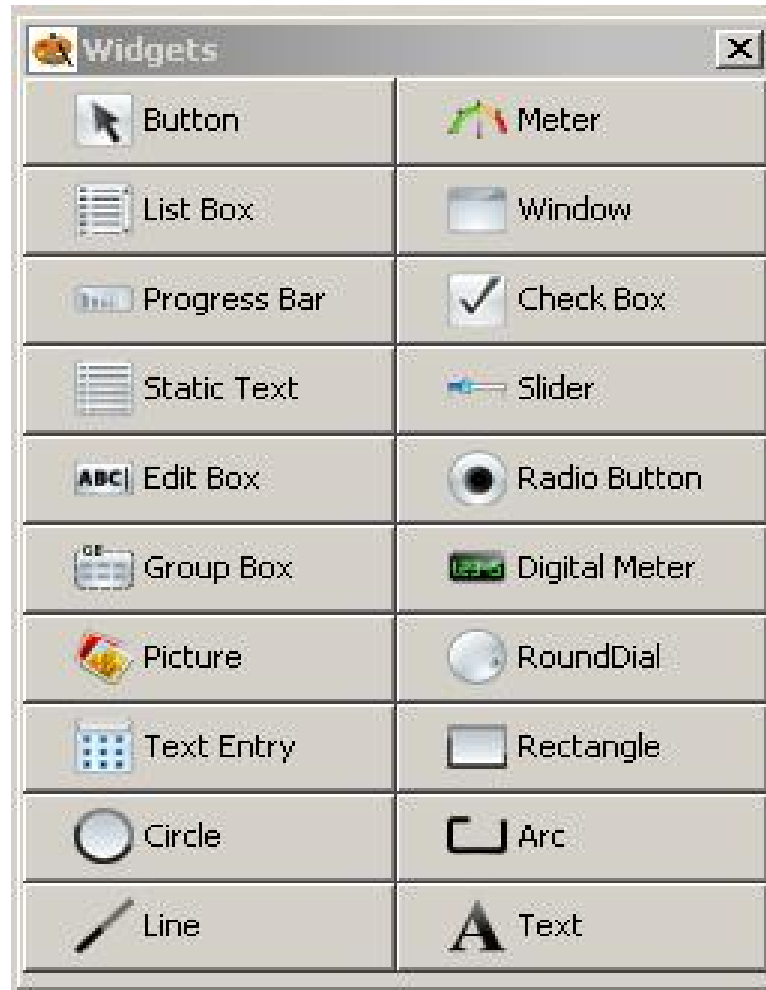 Widgets
Button Meter
List Box Window
Progress Bar Check Box
Static Text Slider
ABC Edit Box Radio Button
Group Box Digital Meter
Picture RoundDial
Text Entry Rectangle
Circle Arc
Line A Text